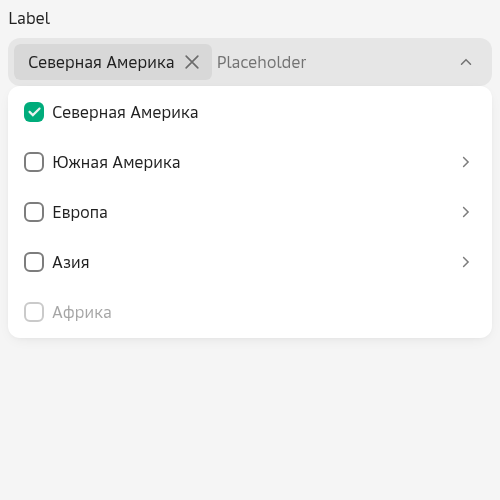 Label
Северная Америка Placeholder
Северная Америка
Южная Америка
Европа
Азия
Африка